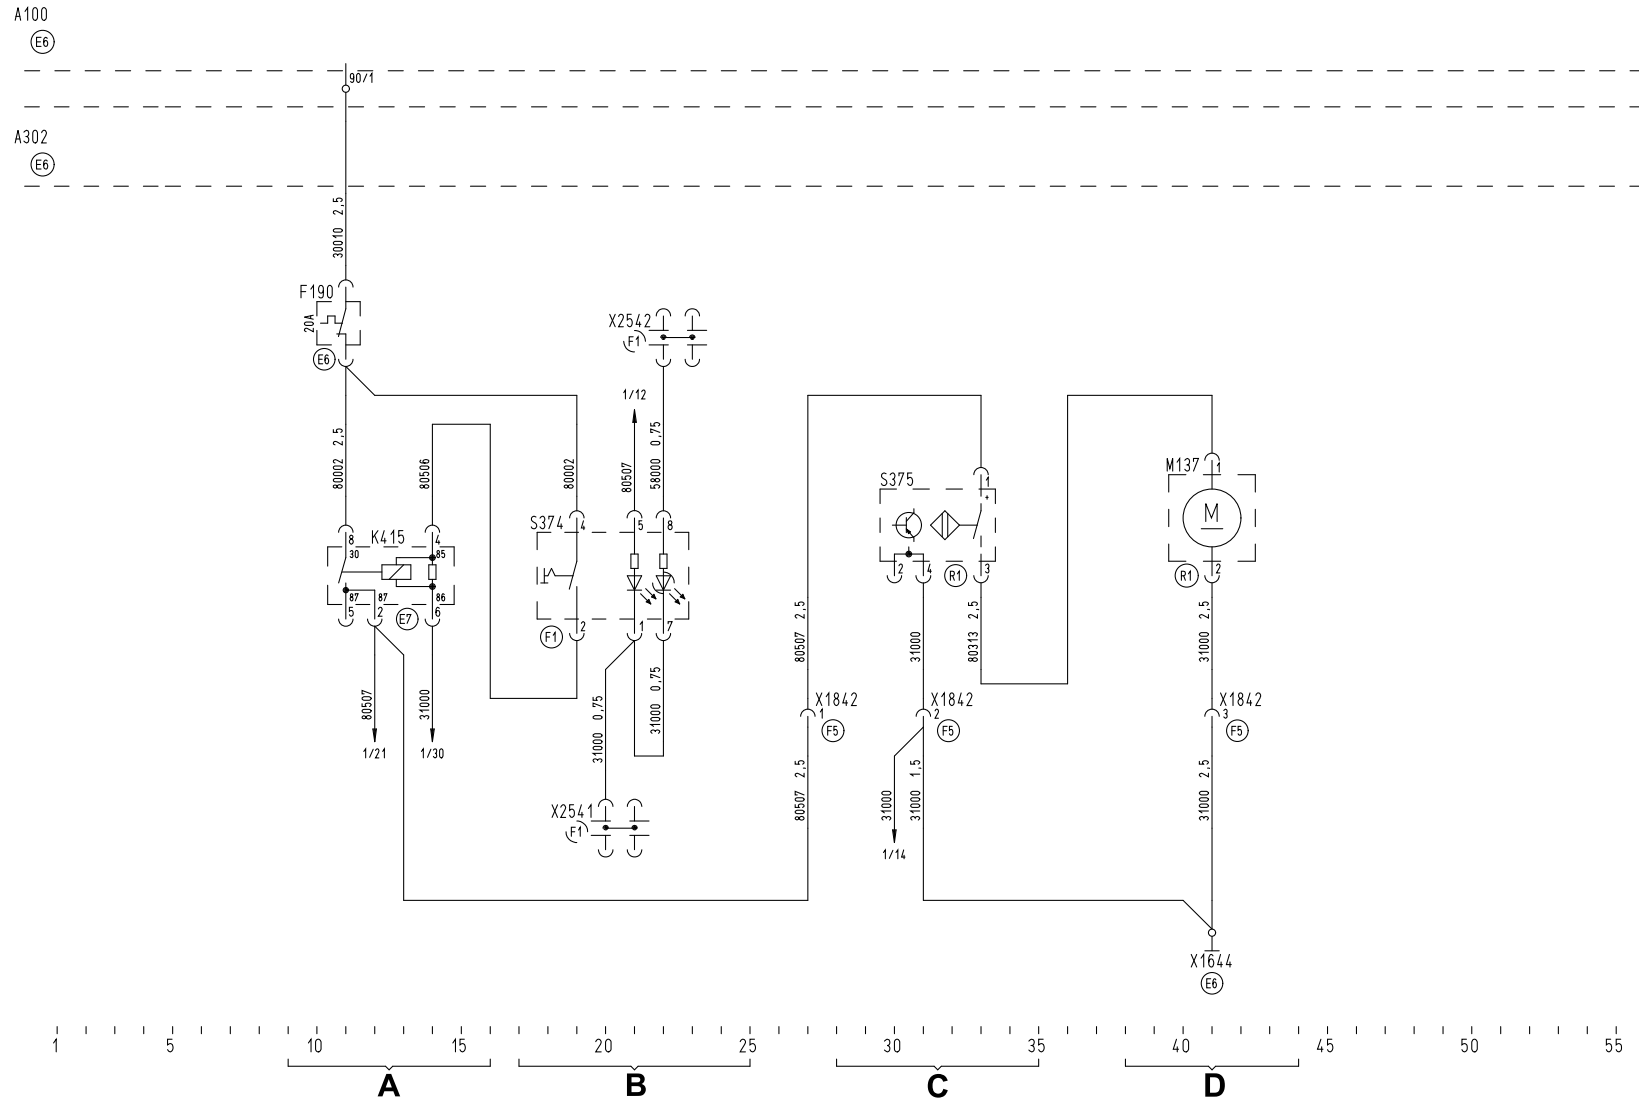 A100
E6
90/1
A302
E6
30010 2,5
F190
20A
E6
X2542
F1
1/12
80002 2,5
80506
80002
80507
58000 0,75
S375
1
+
M137
1
M
S374
4
5
8
K415
8
30
4
85
87
87
86
5
2
E7
6
F1
2
1
7
2
4
R1
3
R1
2
80507
31000
1/21
1/30
31000 0,75
31000 0,75
80507 2,5
31000
80313 2,5
31000 2,5
X1842
1
F5
X1842
2
F5
X1842
3
F5
80507 2,5
31000
31000 1,5
31000 2,5
X2541
F1
1/14
X1644
E6
1 5 10 15 20 25 30 35 40 45 50 55
A B C D